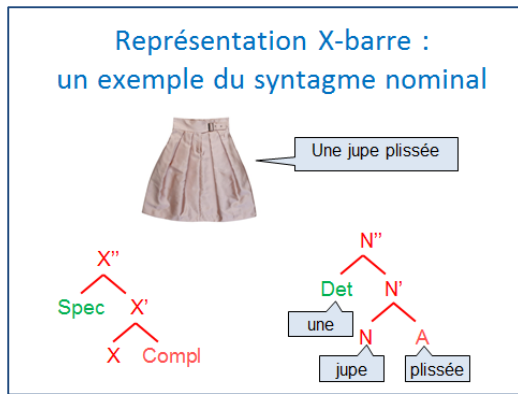 Représentation X-barre :
un exemple du syntagme nominal
Une jupe plissée
X''
Spec X'
X Compl
N''
Det N'
une
N A
jupe plissée